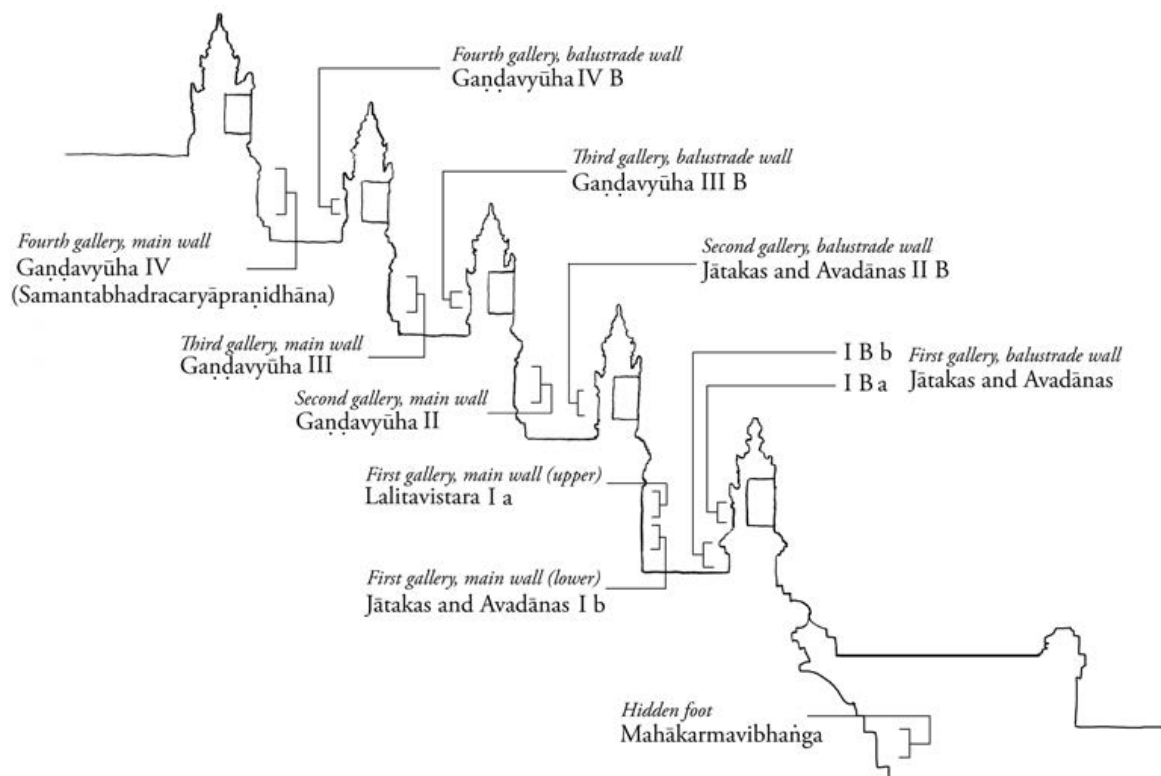 Fourth gallery, balustrade wall
Gaṇḍavyūha IV B
Third gallery, balustrade wall
Gaṇḍavyūha III B
Fourth gallery, main wall
Gaṇḍavyūha IV
(Samantabhadracaryāpraṇidhāna)
Second gallery, balustrade wall
Jātakas and Avadānas II B
Third gallery, main wall
Gaṇḍavyūha III
I B b
I B a
First gallery, balustrade wall
Jātakas and Avadānas
Second gallery, main wall
Gaṇḍavyūha II
First gallery, main wall (upper)
Lalitavistara I a
First gallery, main wall (lower)
Jātakas and Avadānas I b
Hidden foot
Mahākarmavibhaṅga